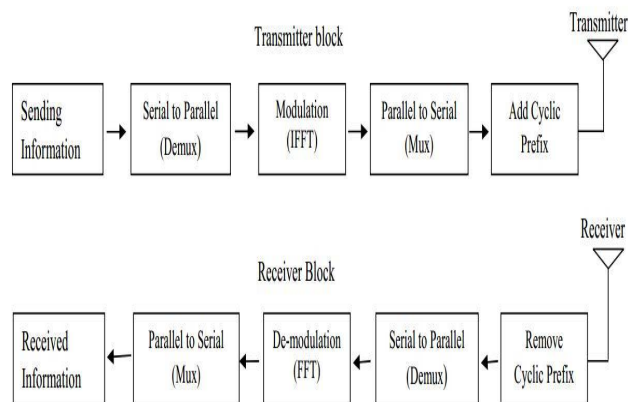 Transmitter block
Transmitter
Sending
Information
Serial to Parallel
(Demux)
Modulation
(IFFT)
Parallel to Serial
(Mux)
Add Cyclic
Prefix
Receiver
Receiver Block
Received
Information
Parallel to Serial
(Mux)
De-modulation
(FFT)
Serial to Parallel
(Demux)
Remove
Cyclic Prefix